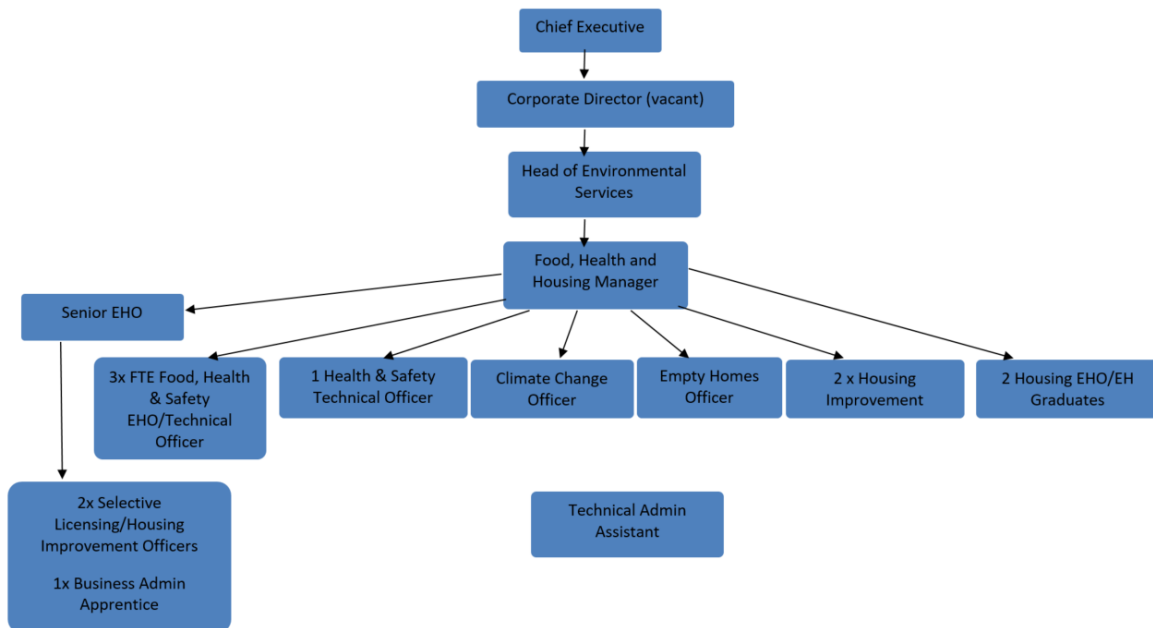 Chief Executive
Corporate Director (vacant)
Head of Environmental
Services
Food, Health and
Housing Manager
Senior EHO
3x FTE Food, Health
& Safety
EHO/Technical
Officer
1 Health & Safety
Technical Officer
Climate Change
Officer
Empty Homes
Officer
2 x Housing
Improvement
2 Housing EHO/EH
Graduates
2x Selective
Licensing/Housing
Improvement Officers
1x Business Admin
Apprentice
Technical Admin
Assistant